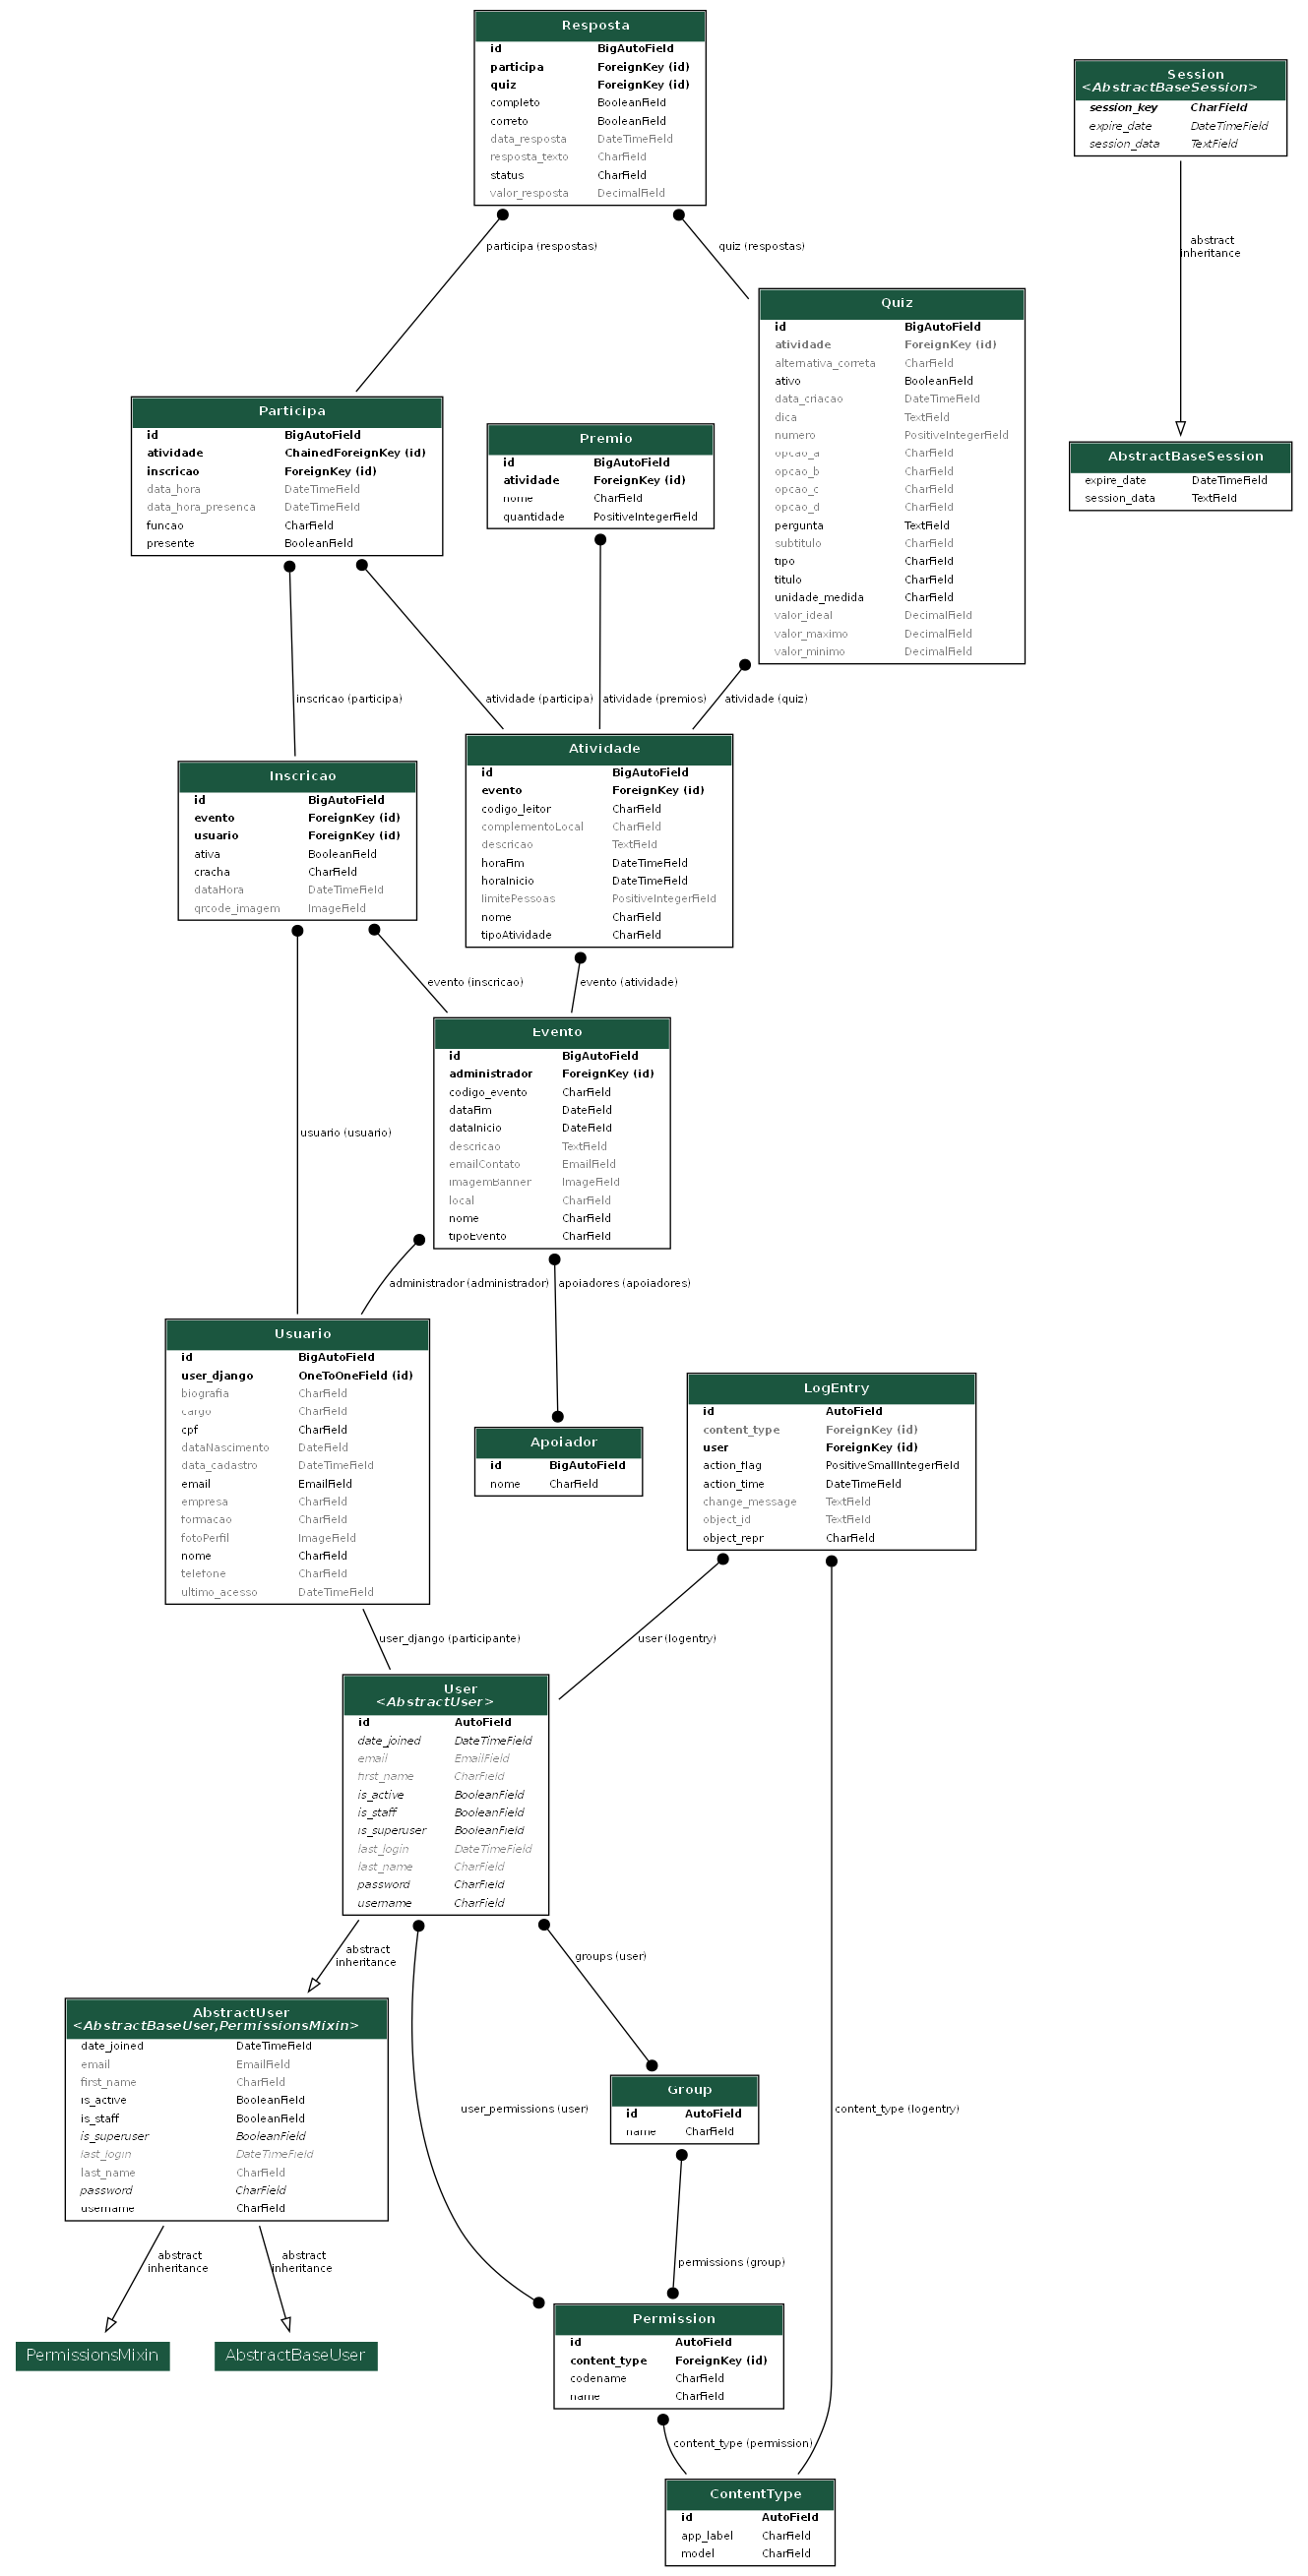 Resposta
id BigAutoField
participa ForeignKey (id)
quiz ForeignKey (id)
completo BooleanField
correto BooleanField
data_resposta DateTimeField
resposta_texto CharField
status CharField
valor_resposta DecimalField
Session
<AbstractBaseSession>
session_key CharField
expire_date DateTimeField
session_data TextField
participa (respostas)
quiz (respostas)
abstract
inheritance
Quiz
id BigAutoField
atividade ForeignKey (id)
alternativa_correta CharField
ativo BooleanField
data_criacao DateTimeField
dica TextField
numero PositiveIntegerField
opcao_a CharField
opcao_b CharField
opcao_c CharField
opcao_d CharField
pergunta TextField
subtitulo CharField
tipo CharField
titulo CharField
unidade_medida CharField
valor_ideal DecimalField
valor_maximo DecimalField
valor_minimo DecimalField
Participa
id BigAutoField
atividade ChainedForeignKey (id)
inscricao ForeignKey (id)
data_hora DateTimeField
data_hora_presenca DateTimeField
funcao CharField
presente BooleanField
Premio
id BigAutoField
atividade ForeignKey (id)
nome CharField
quantidade PositiveIntegerField
AbstractBaseSession
expire_date DateTimeField
session_data TextField
inscricao (participa)
atividade (participa)
atividade (premios)
atividade (quiz)
Inscricao
id BigAutoField
evento ForeignKey (id)
usuario ForeignKey (id)
ativa BooleanField
cracha CharField
dataHora DateTimeField
qrcode_imagem ImageField
Atividade
id BigAutoField
evento ForeignKey (id)
codigo_leitor CharField
complementoLocal CharField
descricao TextField
horaFim DateTimeField
horaInicio DateTimeField
limitePessoas PositiveIntegerField
nome CharField
tipoAtividade CharField
evento (inscricao)
evento (atividade)
Evento
id BigAutoField
administrador ForeignKey (id)
codigo_evento CharField
dataFim DateField
dataInicio DateField
descricao TextField
emailContato EmailField
imagemBanner ImageField
local CharField
nome CharField
tipoEvento CharField
usuario (usuario)
administrador (administrador)
apoiadores (apoiadores)
Usuario
id BigAutoField
user_django OneToOneField (id)
biografia CharField
cargo CharField
cpf CharField
dataNascimento DateField
data_cadastro DateTimeField
email EmailField
empresa CharField
formacao CharField
fotoPerfil ImageField
nome CharField
telefone CharField
ultimo_acesso DateTimeField
Apoiador
id BigAutoField
nome CharField
LogEntry
id AutoField
content_type ForeignKey (id)
user ForeignKey (id)
action_flag PositiveSmallIntegerField
action_time DateTimeField
change_message TextField
object_id TextField
object_repr CharField
user_django (participante)
user (logentry)
User
<AbstractUser>
id AutoField
date_joined DateTimeField
email EmailField
first_name CharField
is_active BooleanField
is_staff BooleanField
is_superuser BooleanField
last_login DateTimeField
last_name CharField
password CharField
username CharField
abstract
inheritance
groups (user)
AbstractUser
<AbstractBaseUser,PermissionsMixin>
date_joined DateTimeField
email EmailField
first_name CharField
is_active BooleanField
is_staff BooleanField
is_superuser BooleanField
last_login DateTimeField
last_name CharField
password CharField
username CharField
user_permissions (user)
Group
id AutoField
name CharField
content_type (logentry)
abstract
inheritance
abstract
inheritance
permissions (group)
PermissionsMixin
AbstractBaseUser
Permission
id AutoField
content_type ForeignKey (id)
codename CharField
name CharField
content_type (permission)
ContentType
id AutoField
app_label CharField
model CharField